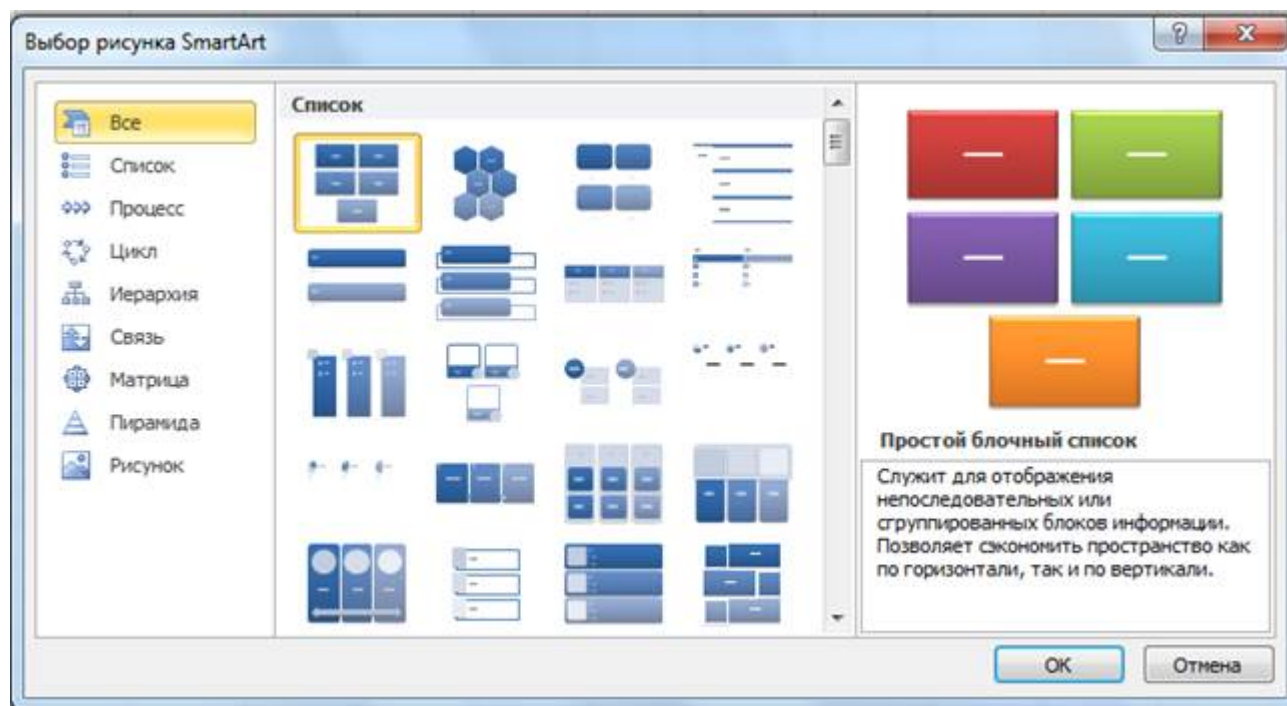 Выбор рисунка SmartArt
Все
Список
Процесс
Цикл
Иерархия
Связь
Матрица
Пирамида
Рисунок
Список
Простой блочный список
Служит для отображения
непоследовательных или
сгруппированных блоков информации.
Позволяет сэкономить пространство как
по горизонтали, так и по вертикали.
ОК
Отмена